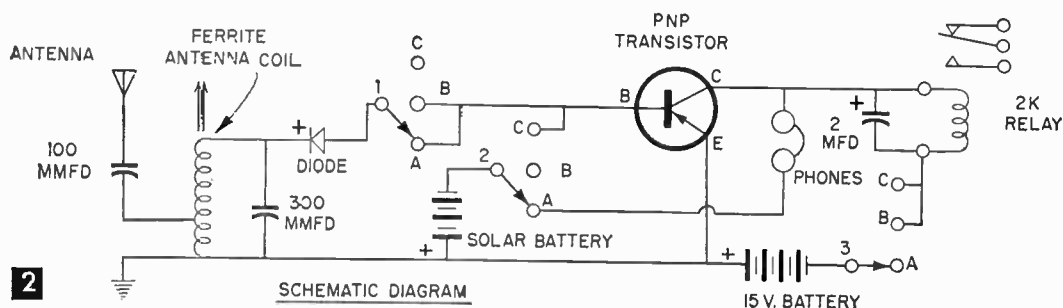 ANTENNA
FERRITE
ANTENNA COIL
100
MMFD
300
MMFD
+
DIODE
1
C
B
A
C
2
B
A
SOLAR BATTERY
+
PNP
TRANSISTOR
B
C
E
PHONES
+
2
MFD
2K
RELAY
C
B
+
3
A
15 V. BATTERY
2
SCHEMATIC DIAGRAM